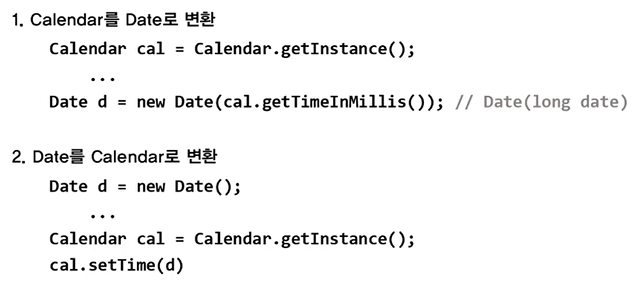 1. Calendar를 Date로 변환
Calendar cal = Calendar.getInstance();
...
Date d = new Date(cal.getTimeInMillis()); // Date(long date)
2. Date를 Calendar로 변환
Date d = new Date();
...
Calendar cal = Calendar.getInstance();
cal.setTime(d)